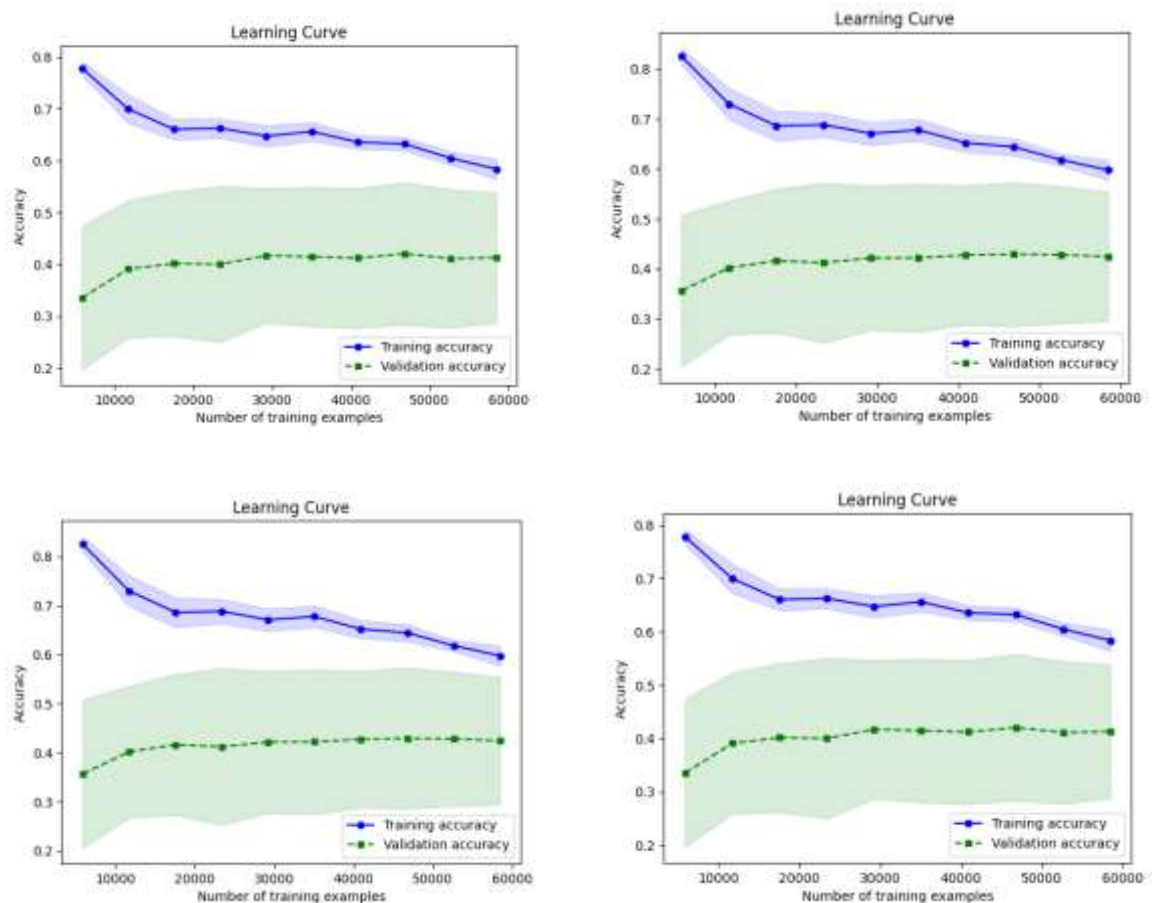 Learning Curve
0.8
0.7
0.6
0.5
0.4
0.3
0.2
Accuracy
Training accuracy
Validation accuracy
10000 20000 30000 40000 50000 60000
Number of training examples
Learning Curve
0.8
0.7
0.6
0.5
0.4
0.3
0.2
Accuracy
Training accuracy
Validation accuracy
10000 20000 30000 40000 50000 60000
Number of training examples
Learning Curve
0.8
0.7
0.6
0.5
0.4
0.3
0.2
Accuracy
Training accuracy
Validation accuracy
10000 20000 30000 40000 50000 60000
Number of training examples
Learning Curve
0.8
0.7
0.6
0.5
0.4
0.3
0.2
Accuracy
Training accuracy
Validation accuracy
10000 20000 30000 40000 50000 60000
Number of training examples